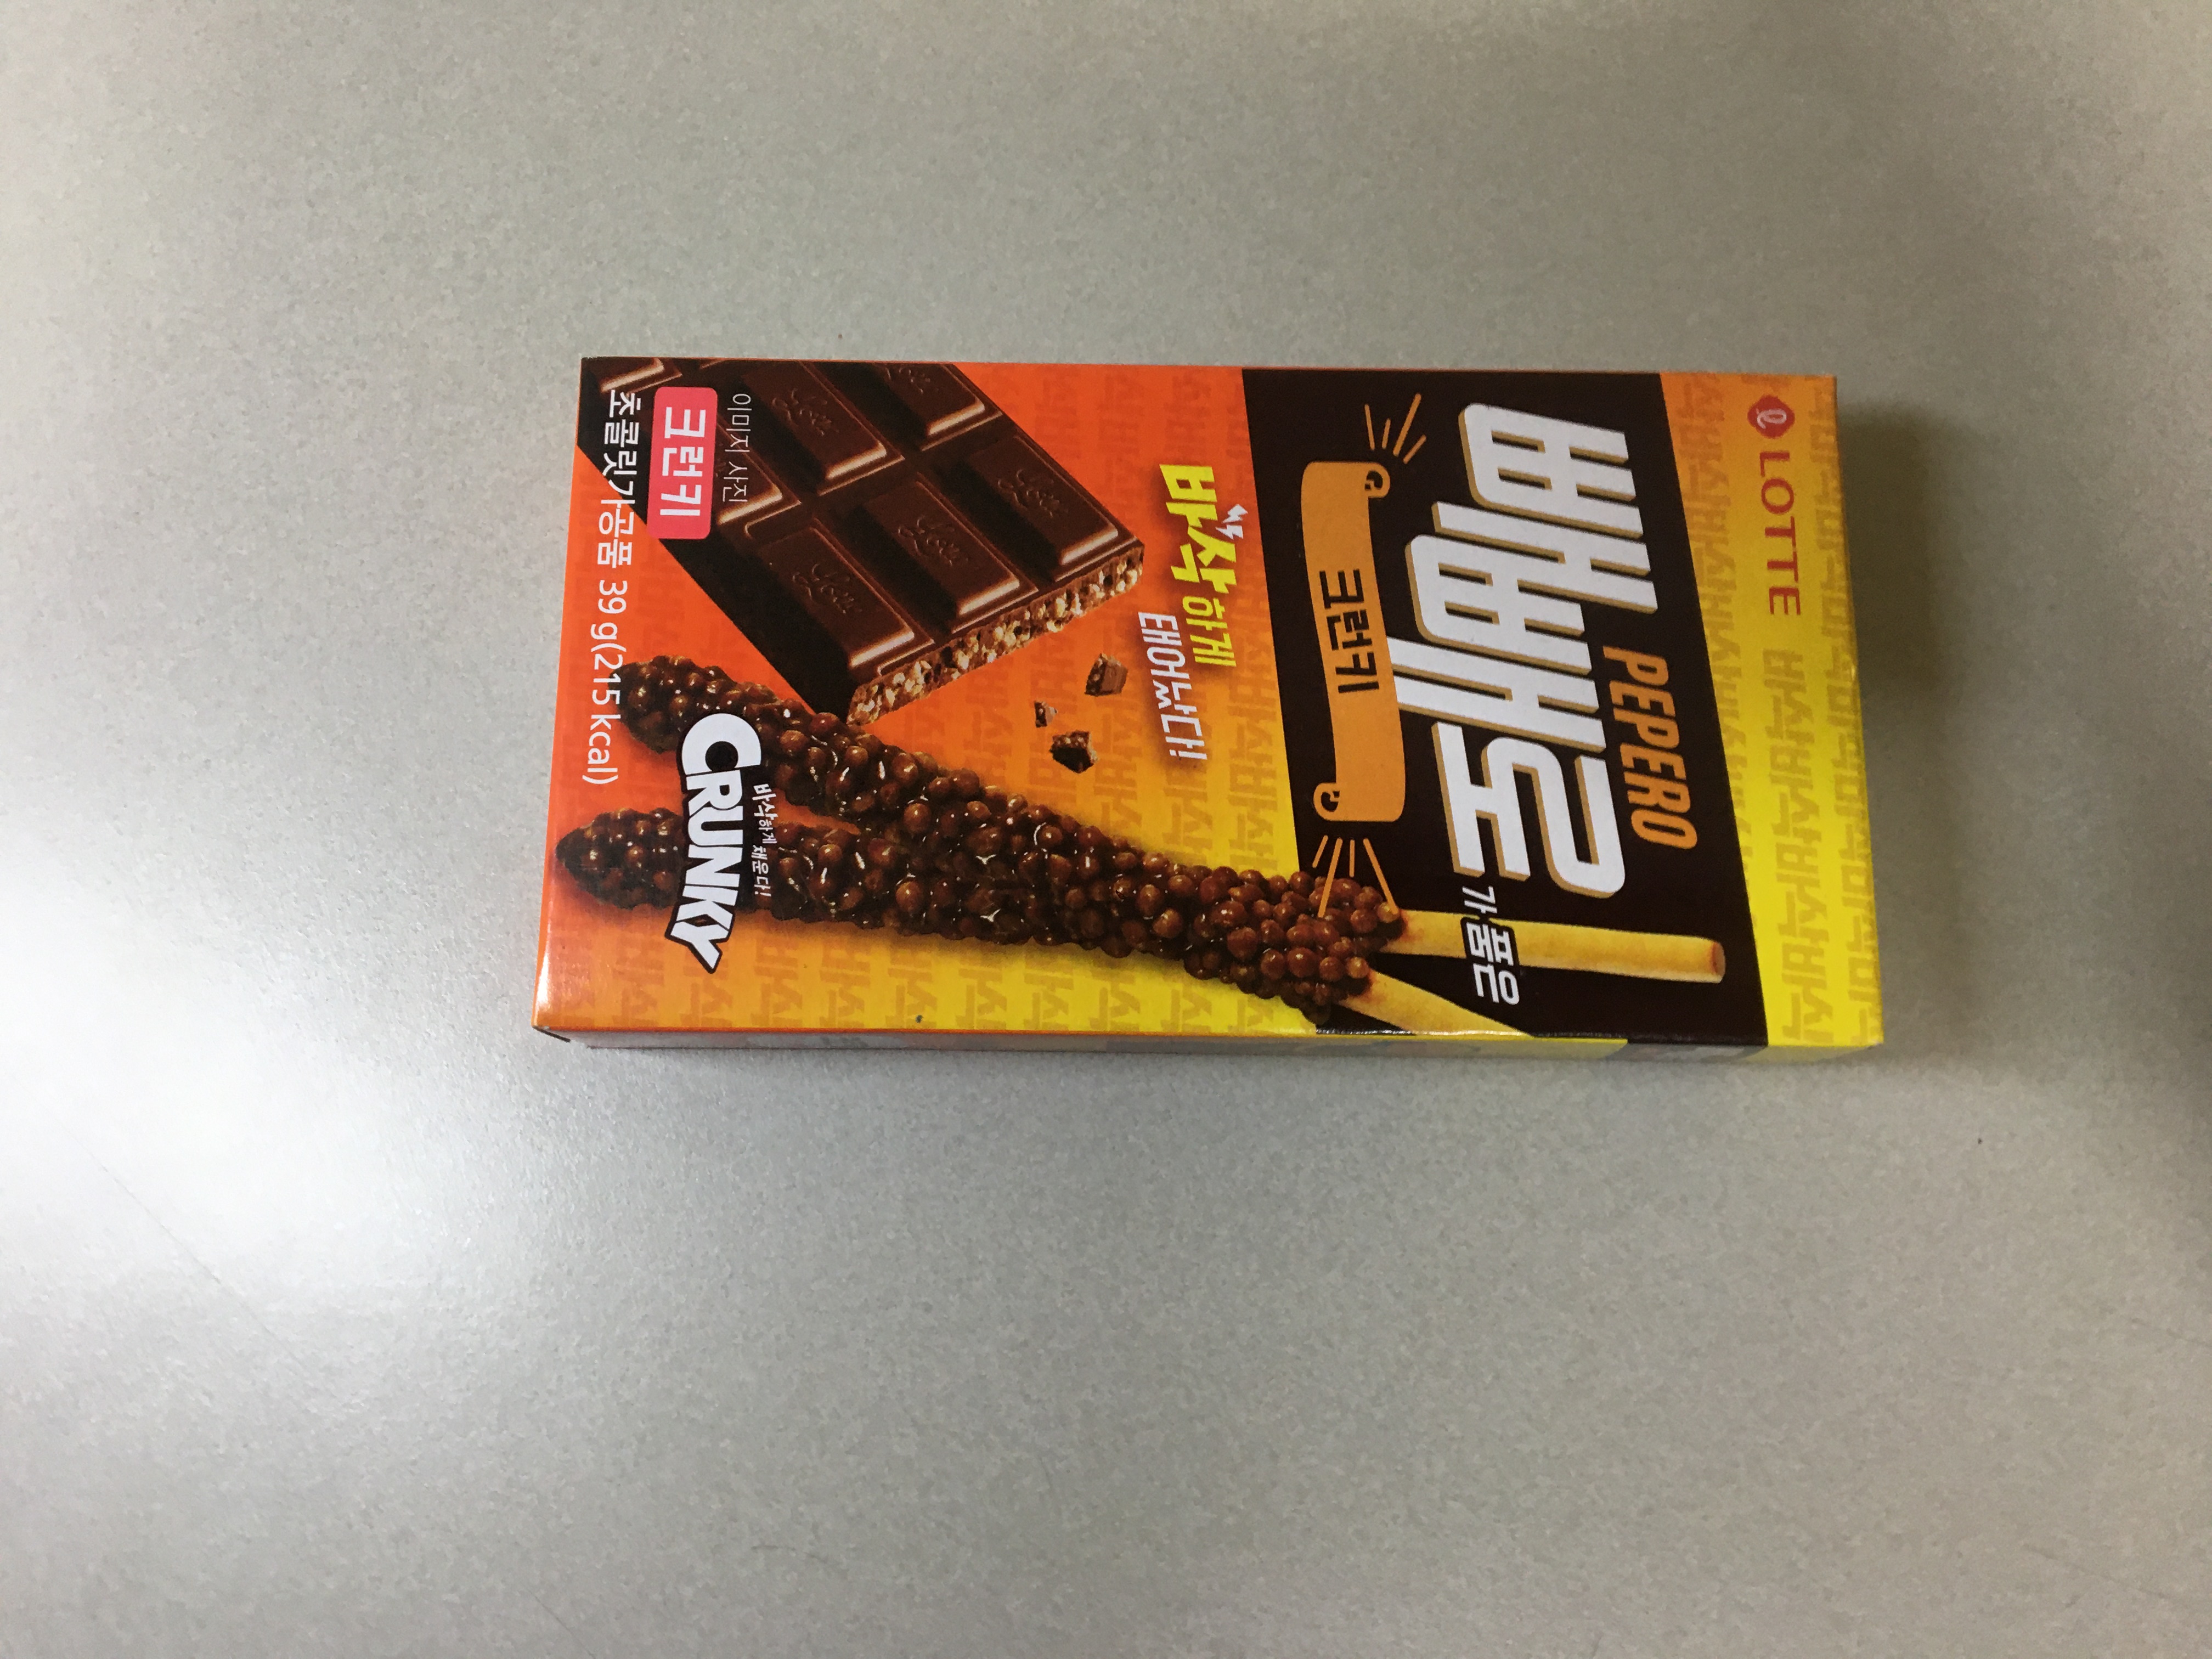 LOTTE
PEPERO
빼빼로
가 품은
크런키
바삭하게
태어났다!
바삭하게 채운다!
CRUNKY
이미지 사진
크런키
초콜릿가공품 39 g(215 kcal)